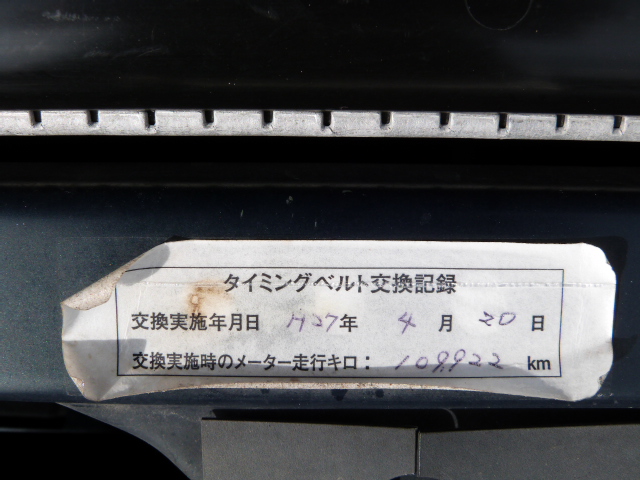 タイミングベルト交換記録
交換実施年月日 H27年 4月 20日
交換実施時のメーター走行キロ： 109,922 km